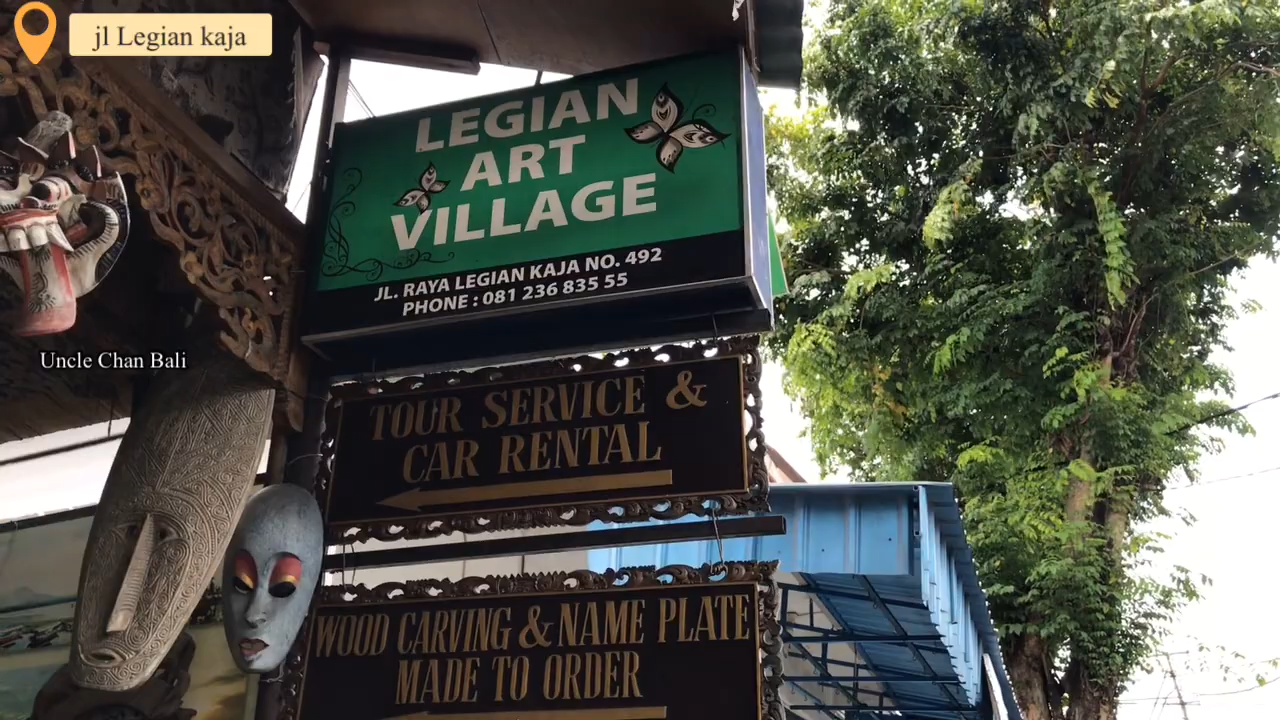 jl Legian kaja
LEGIAN
ART
VILLAGE
JL. RAYA LEGIAN KAJA NO. 492
PHONE : 081 236 835 55
Uncle Chan Bali
TOUR SERVICE &
CAR RENTAL
WOOD CARVING & NAME PLATE
MADE TO ORDER